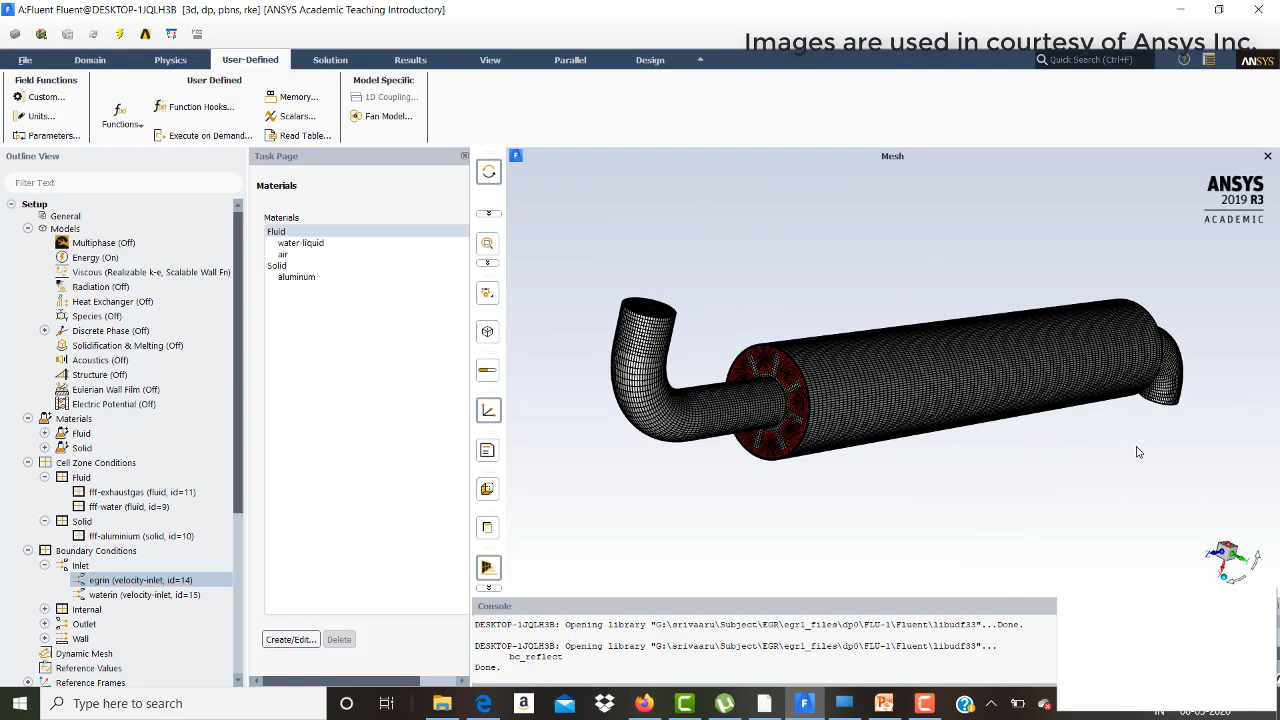 A:Fluent Fluent@DESKTOP-1JQLH3B [3d, dp, pbns, rke] [ANSYS Academic Teaching Introductory]
Images are used in courtesy of Ansys Inc.
File Domain Physics User-Defined Solution Results View Parallel Design
Quick Search (Ctrl+F)
ANSYS
Field Functions
User Defined
Model Specific
Custom...
Units...
Parameters...
Functions
Function Hooks...
Execute on Demand...
Memory...
Scalars...
Read Table...
1D Coupling...
Fan Model...
Outline View
Filter Text
Setup
General
Models
Multiphase (Off)
Energy (On)
Viscous (Realizable k-e, Scalable Wall Fn)
Radiation (Off)
Heat Exchanger (Off)
Species (Off)
Discrete Phase (Off)
Solidification & Melting (Off)
Acoustics (Off)
Structure (Off)
Eulerian Wall Film (Off)
Electric Potential (Off)
Materials
Fluid
Solid
Cell Zone Conditions
Fluid
fff-exhaustgas (fluid, id=11)
fff-water (fluid, id=9)
Solid
fff-aluminium (solid, id=10)
Boundary Conditions
Inlet
egrin (velocity-inlet, id=14)
waterin (velocity-inlet, id=15)
Internal
Outlet
Wall
Dynamic Mesh
Reference Values
Reference Frames
Task Page
Materials
Materials
Fluid
water-liquid
air
Solid
aluminum
Create/Edit...
Delete
Mesh
ANSYS
2019 R3
ACADEMIC
Console
DESKTOP-1JQLH3B: Opening library "G:\srivaaru\Subject\EGR\egr1_files\dp0\FLU-1\Fluent\libudf33"...Done.
DESKTOP-1JQLH3B: Opening library "G:\srivaaru\Subject\EGR\egr1_files\dp0\FLU-1\Fluent\libudf33"...
bc_reflect
Done.
Type here to search